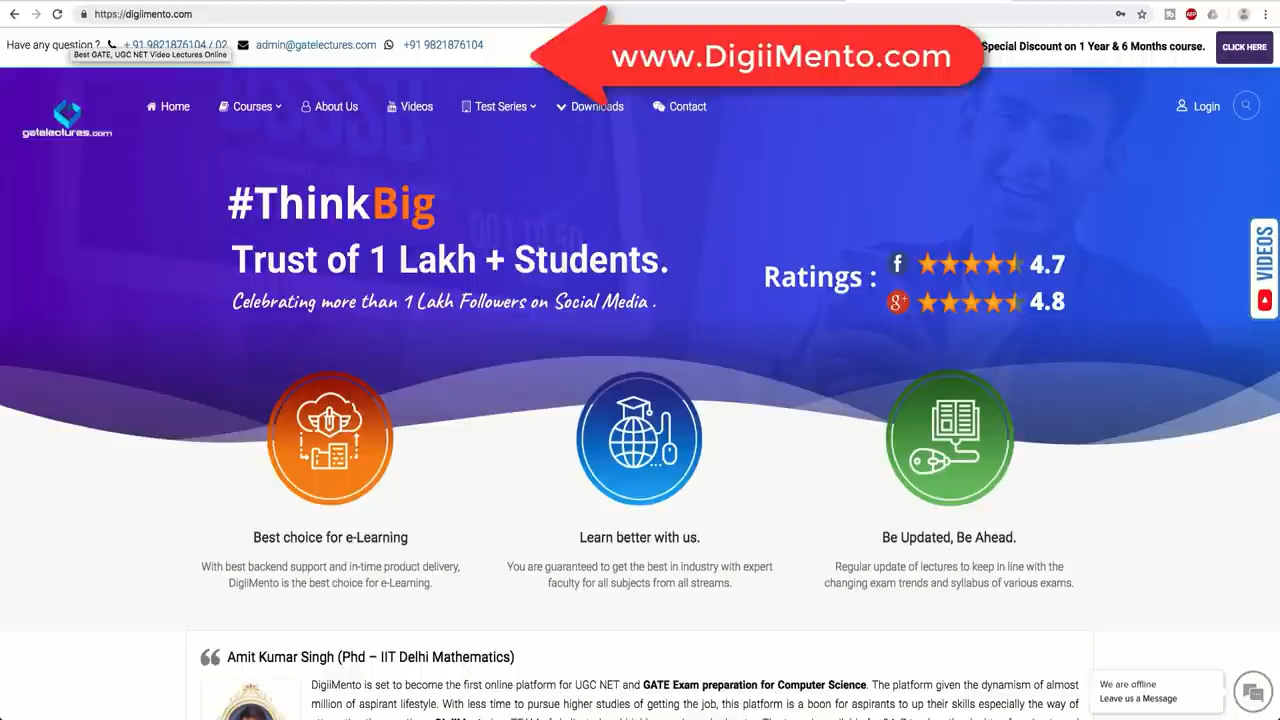 https://digiimento.com
Have any question ? +91 9821876104 / 02 admin@gatelectures.com +91 9821876104
Special Discount on 1 Year & 6 Months course. CLICK HERE
Best GATE, UGC NET Video Lectures Online
www.DigiiMento.com
gatelectures.com
Home Courses About Us Videos Test Series Downloads Contact Login
#ThinkBig
Trust of 1 Lakh + Students.
Celebrating more than 1 Lakh Followers on Social Media .
Ratings :
f 4.7
g+ 4.8
VIDEOS
Best choice for e-Learning
With best backend support and in-time product delivery,
DigiiMento is the best choice for e-Learning.
Learn better with us.
You are guaranteed to get the best in industry with expert
faculty for all subjects from all streams.
Be Updated, Be Ahead.
Regular update of lectures to keep in line with the
changing exam trends and syllabus of various exams.
Amit Kumar Singh (Phd – IIT Delhi Mathematics)
DigiiMento is set to become the first online platform for UGC NET and GATE Exam preparation for Computer Science. The platform given the dynamism of almost
million of aspirant lifestyle. With less time to pursue higher studies of getting the job, this platform is a boon for aspirants to up their skills especially the way of
We are offline
Leave us a Message